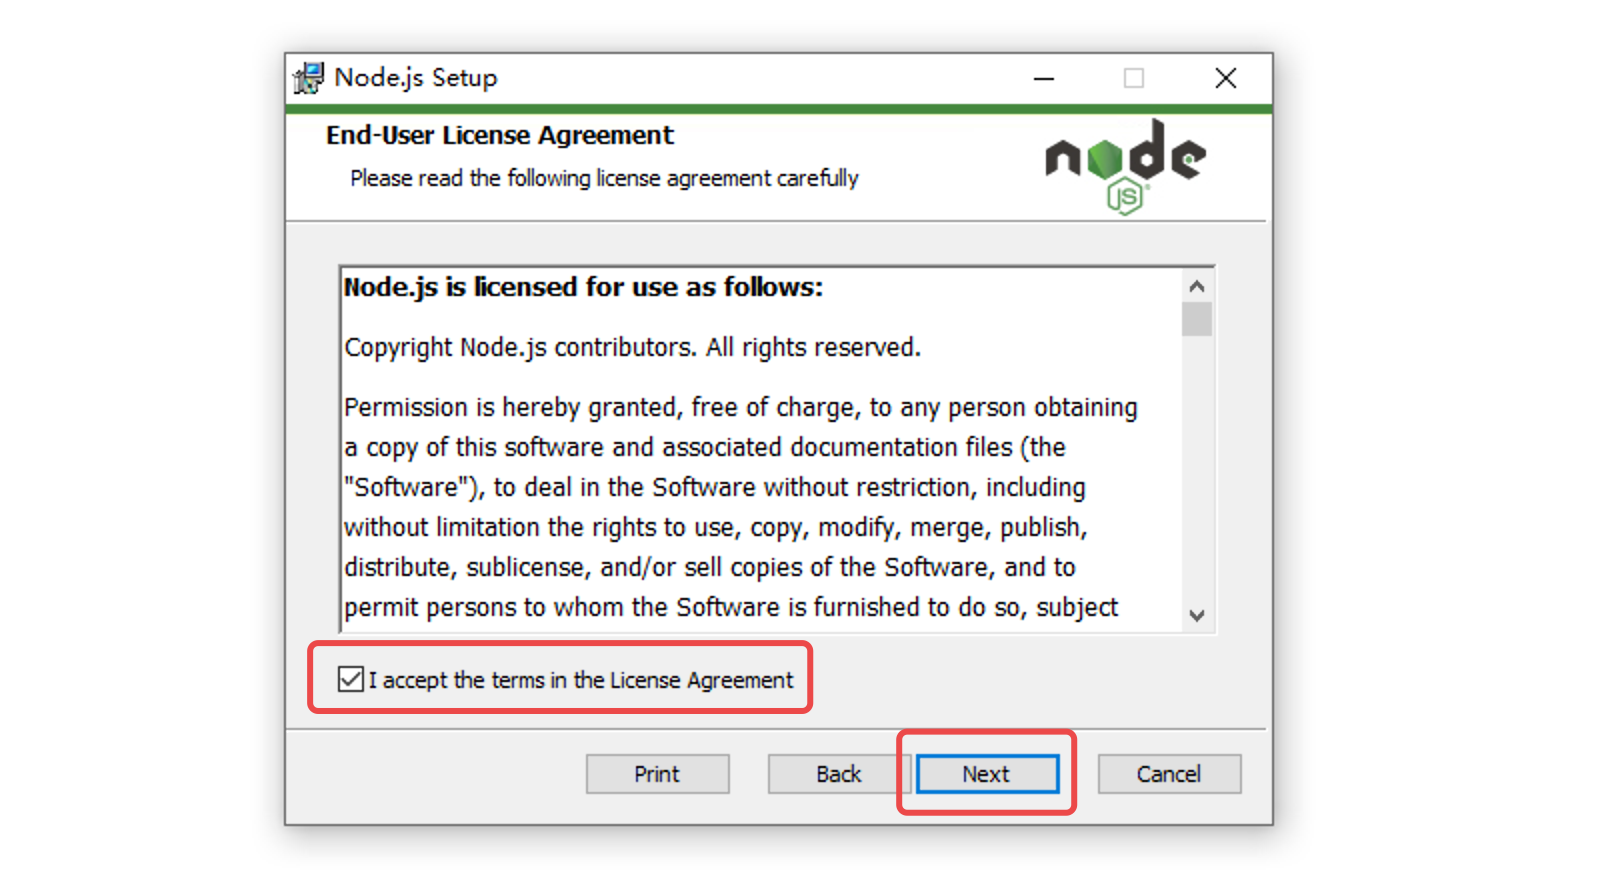 Node.js Setup
End-User License Agreement
Please read the following license agreement carefully
node
JS
Node.js is licensed for use as follows:
Copyright Node.js contributors. All rights reserved.
Permission is hereby granted, free of charge, to any person obtaining
a copy of this software and associated documentation files (the
"Software"), to deal in the Software without restriction, including
without limitation the rights to use, copy, modify, merge, publish,
distribute, sublicense, and/or sell copies of the Software, and to
permit persons to whom the Software is furnished to do so, subject
I accept the terms in the License Agreement
Print
Back
Next
Cancel